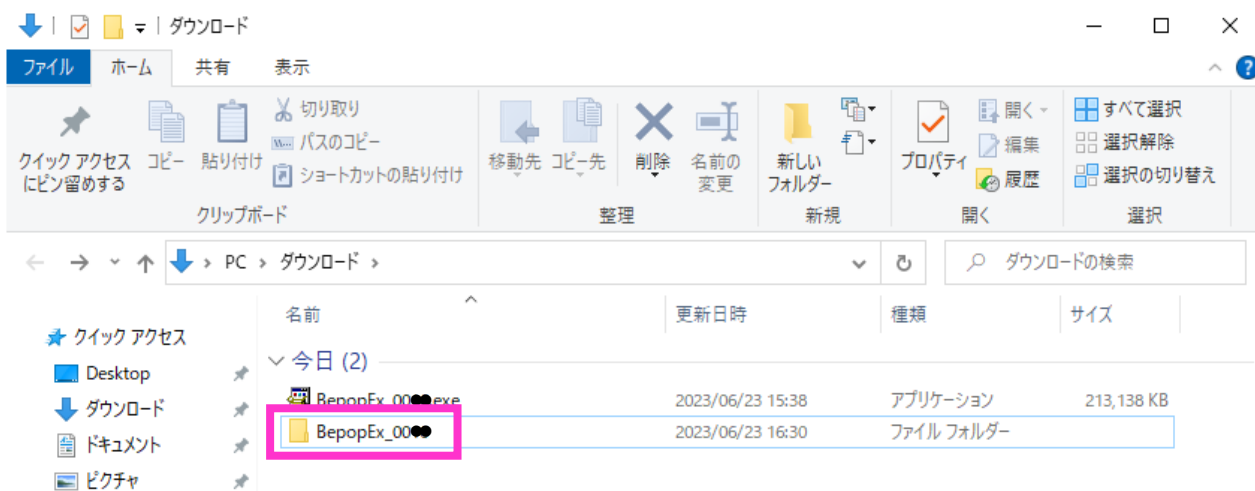 ダウンロード
ファイル ホーム 共有 表示
クイック アクセス
にピン留めする
コピー
貼り付け
切り取り
パスのコピー
ショートカットの貼り付け
クリップボード
移動先
コピー先
削除
名前の
変更
整理
新しい
フォルダー
新規
プロパティ
開く
編集
履歴
開く
すべて選択
選択解除
選択の切り替え
選択
PC › ダウンロード ›
ダウンロードの検索
名前 更新日時 種類 サイズ
今日 (2)
BepopEx_00●●.exe 2023/06/23 15:38 アプリケーション 213,138 KB
BepopEx_00●● 2023/06/23 16:30 ファイル フォルダー
クイック アクセス
Desktop
ダウンロード
ドキュメント
ピクチャ